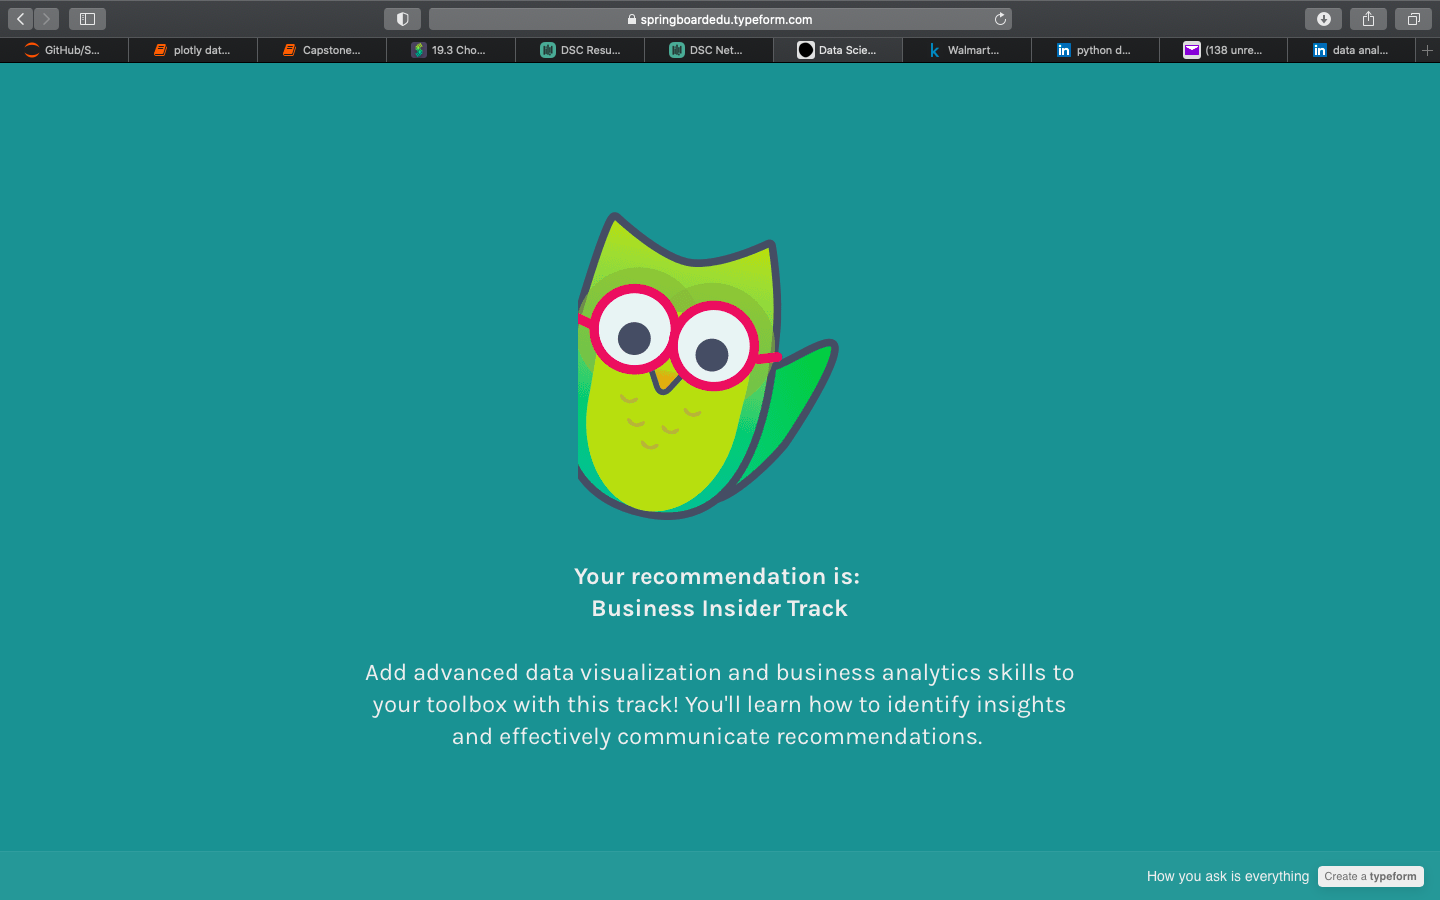 springboardedu.typeform.com
GitHub/S...
plotly dat...
Capstone...
19.3 Cho...
DSC Resu...
DSC Net...
Data Scie...
Walmart...
python d...
(138 unre...
data anal...
Your recommendation is:
Business Insider Track
Add advanced data visualization and business analytics skills to
your toolbox with this track! You'll learn how to identify insights
and effectively communicate recommendations.
How you ask is everything
Create a typeform